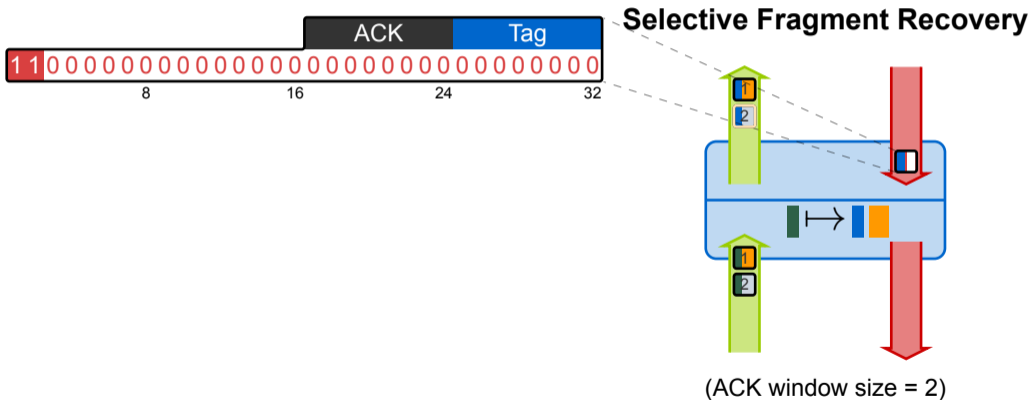 Selective Fragment Recovery
ACK Tag
1 1 0 0 0 0 0 0 0 0 0 0 0 0 0 0 0 0 0 0 0 0 0 0 0 0 0 0 0 0 0 0
8 16 24 32
1
2
1
2
(ACK window size = 2)